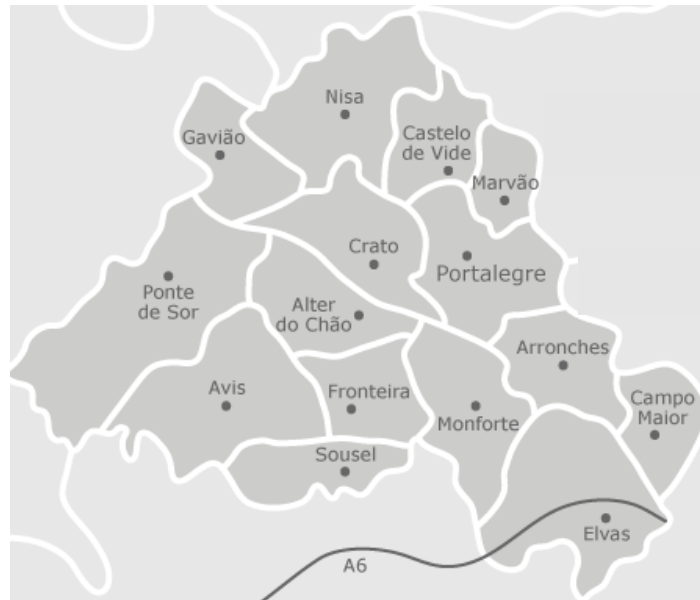 Nisa
Gavião
Castelo
de Vide
Marvão
Crato
Portalegre
Ponte
de Sor
Alter
do Chão
Arronches
Avis
Fronteira
Campo
Maior
Monforte
Sousel
Elvas
A6